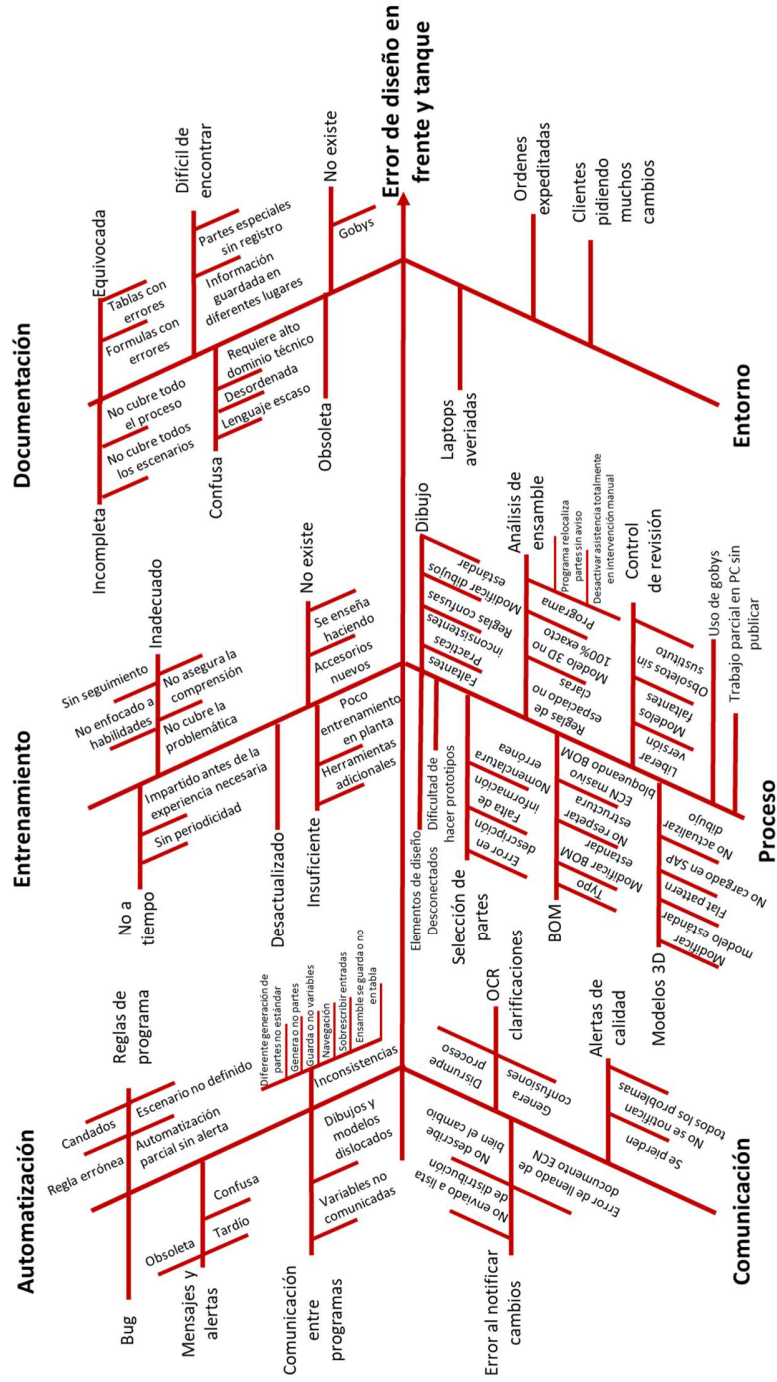 Automatización
Bug
Regla errónea
Candados
Automatización
parcial sin alerta
Escenario no definido
Reglas de
programa
Mensajes y
alertas
Obsoleta
Tardío
Confusa
Comunicación
entre
programas
Variables no
comunicadas
Dibujos y
modelos
dislocados
Inconsistencias
Diferente generación de
partes no estándar
Genera o no partes
Guarda o no variables
Navegación
Sobrescribir entradas
Ensamble se guarda o no
en tabla
Entrenamiento
No a
tiempo
Sin periodicidad
Impartido antes de la
experiencia necesaria
No enfocado a
habilidades
Sin seguimiento
No cubre la
problemática
No asegura la
comprensión
Inadecuado
Desactualizado
Insuficiente
Herramientas
adicionales
Poco
entrenamiento
en planta
Accesorios
nuevos
Se enseña
haciendo
No existe
Documentación
Incompleta
No cubre todos
los escenarios
No cubre todo
el proceso
Formulas con
errores
Tablas con
errores
Equivocada
Confusa
Lenguaje escaso
Desordenada
Requiere alto
dominio técnico
Información
guardada en
diferentes lugares
Partes especiales
sin registro
Difícil de
encontrar
Obsoleta
Gobys
No existe
Error de diseño en
frente y tanque
Comunicación
Error al notificar
cambios
No enviado a lista
de distribución
No describe
bien el cambio
Error de llenado de
documento ECN
Disrumpe
proceso
Genera
confusiones
OCR
clarificaciones
Se pierden
No se notifican
todos los problemas
Alertas de
calidad
Proceso
Elementos de diseño
Desconectados
Dificultad de
hacer prototipos
Faltantes
Practicas
inconsistentes
Reglas confusas
Modificar dibujos
estándar
Dibujo
Selección de
partes
Error en
descripción
Falta de
información
Nomenclatura
errónea
Reglas de
espaciado no
claras
Modelo 3D no
100% exacto
Programa
Programa relocaliza
partes sin aviso
Desactivar asistencia totalmente
en intervención manual
Análisis de
ensamble
BOM
Typo
Modificar BOM
estandar
No respetar
estructura
ECN masivo
bloqueando BOM
Liberar
versión
Modelos
faltantes
Obsoletos sin
sustituto
Control
de revisión
Modelos 3D
Modificar
modelo estándar
Flat pattern
No cargado en SAP
No actualizar
dibujo
Uso de gobys
Trabajo parcial en PC sin
publicar
Entorno
Laptops
averiadas
Ordenes
expeditadas
Clientes
pidiendo
muchos
cambios